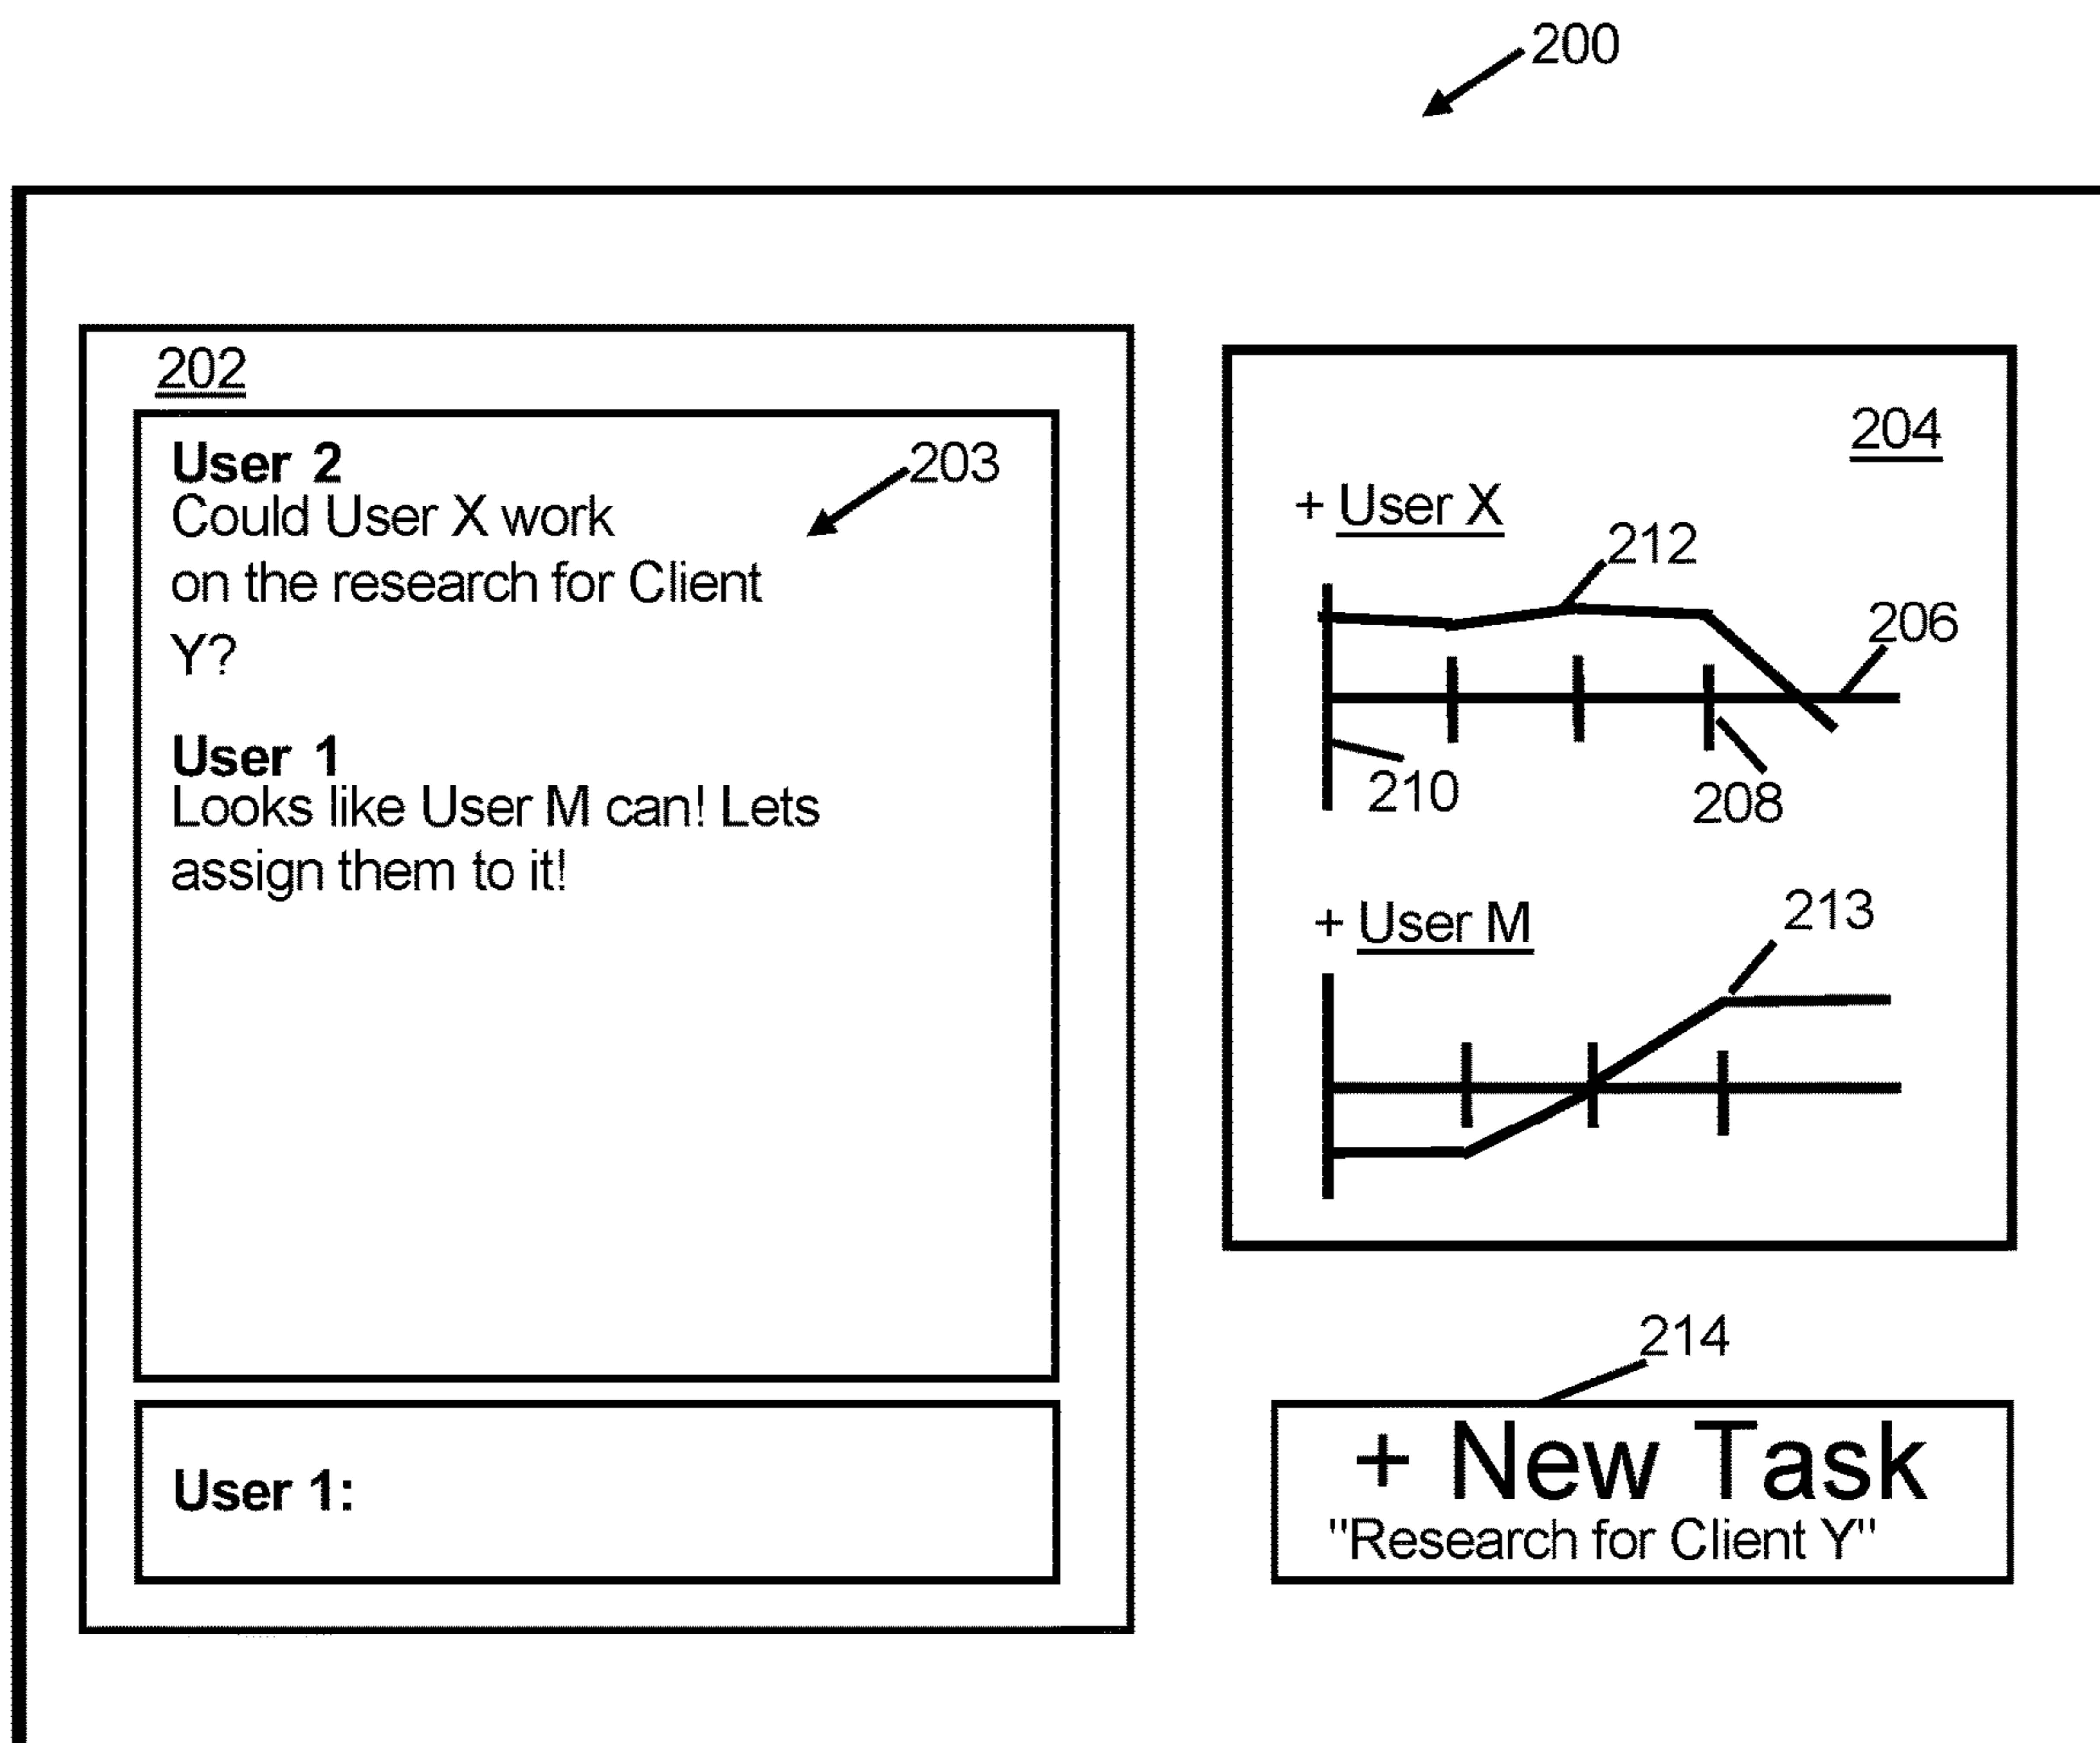 200
202
User 2
203
Could User X work
on the research for Client
Y?
User 1
Looks like User M can! Lets
assign them to it!
User 1:
204
+ User X
212
206
210
208
+ User M
213
214
+ New Task
"Research for Client Y"